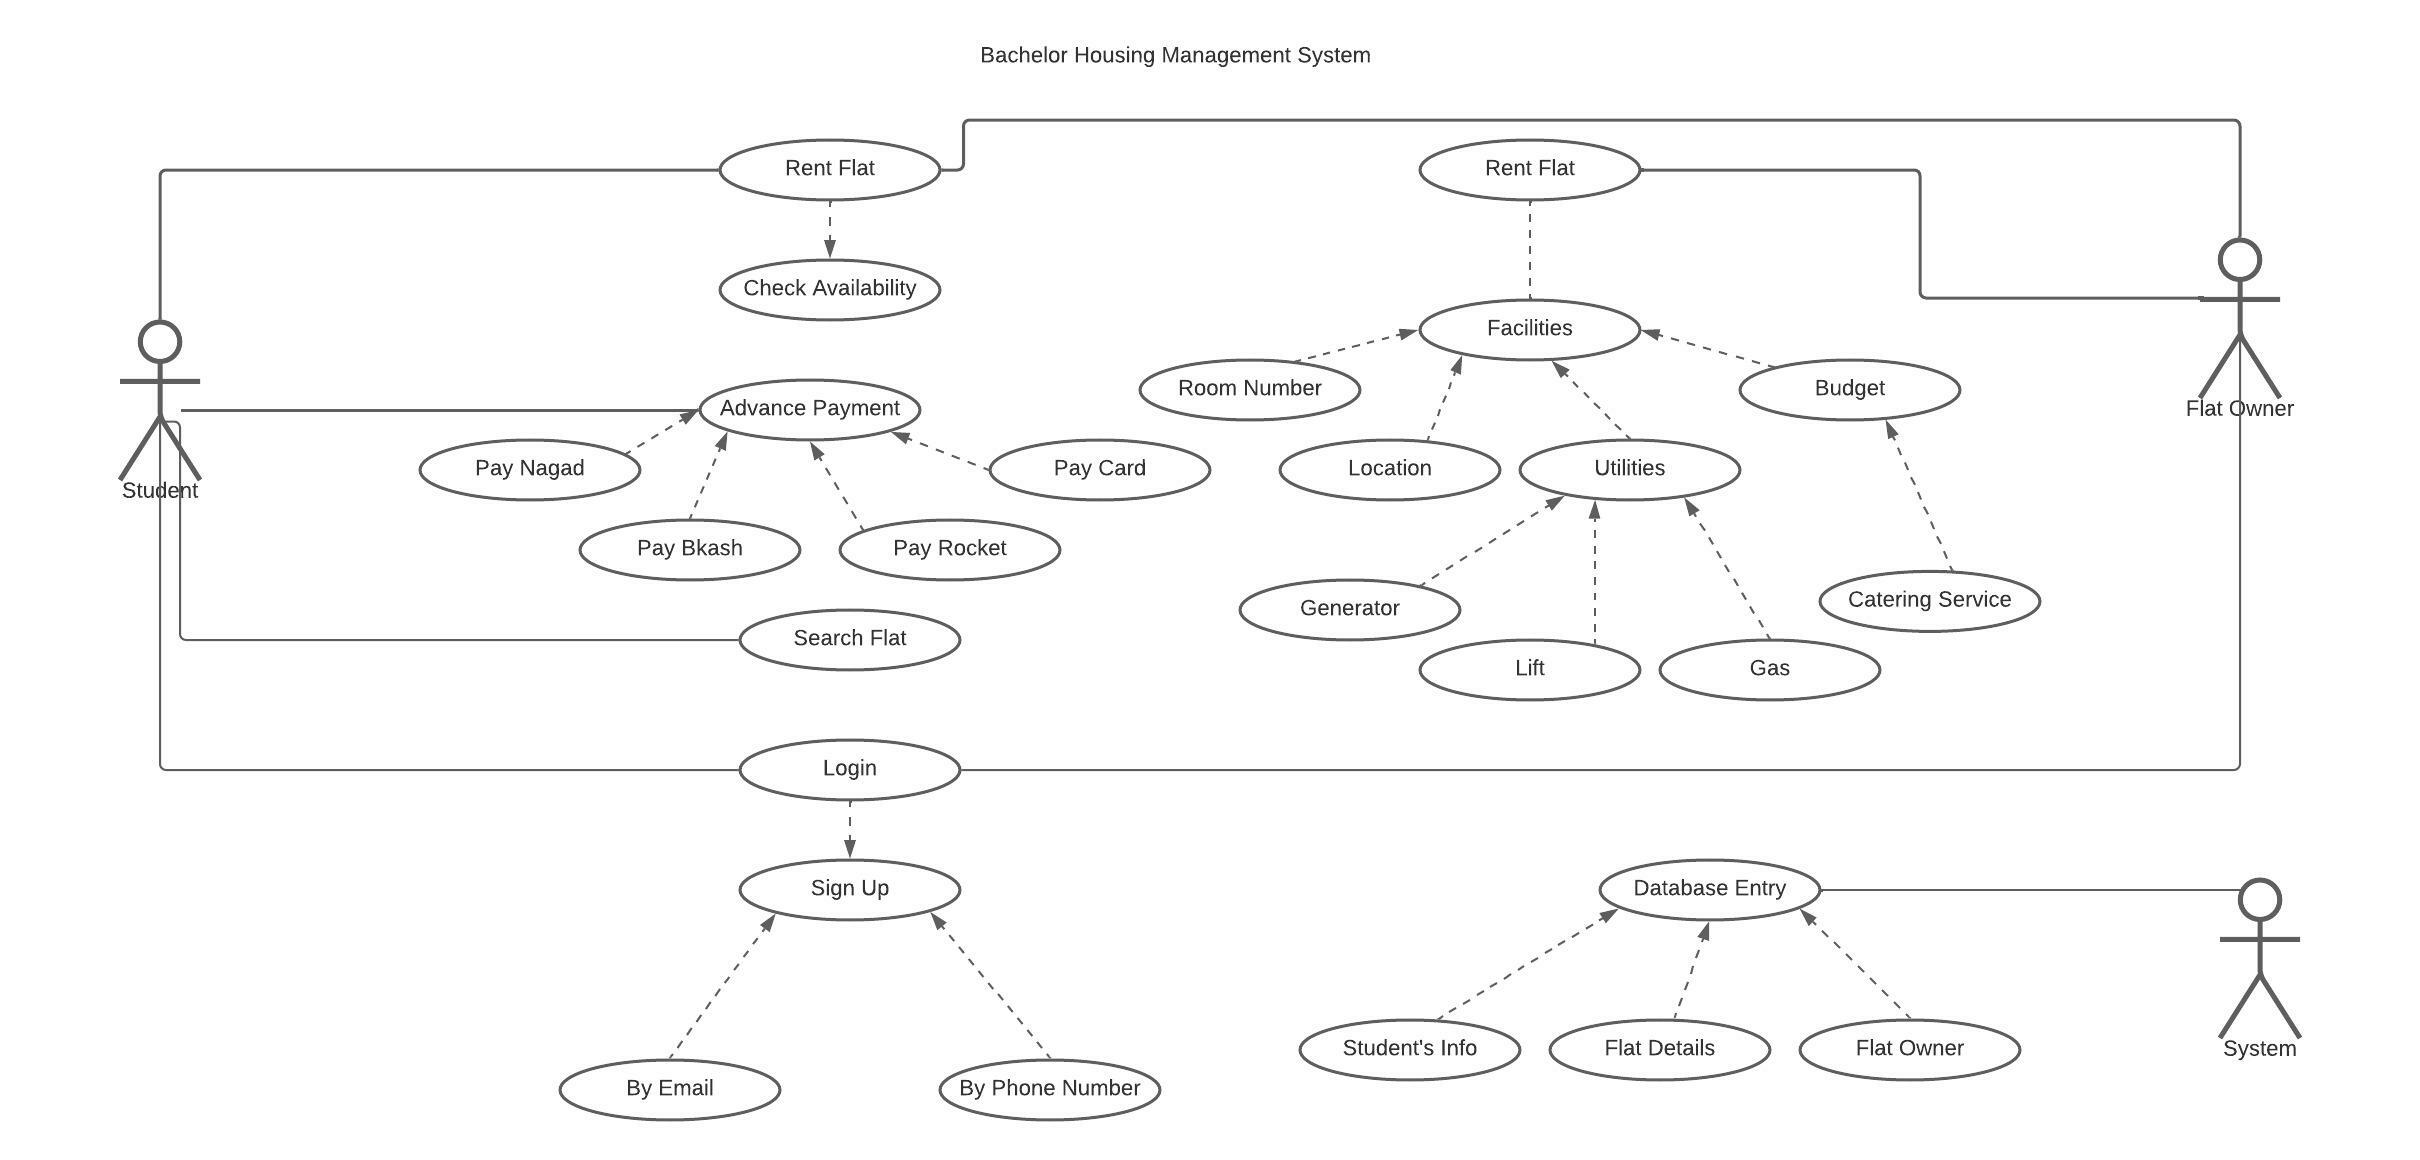 Bachelor Housing Management System
Rent Flat
Rent Flat
Check Availability
Facilities
Room Number
Budget
Advance Payment
Flat Owner
Pay Nagad
Pay Card
Location
Utilities
Student
Pay Bkash
Pay Rocket
Generator
Catering Service
Search Flat
Lift
Gas
Login
Sign Up
Database Entry
Student's Info
Flat Details
Flat Owner
System
By Email
By Phone Number